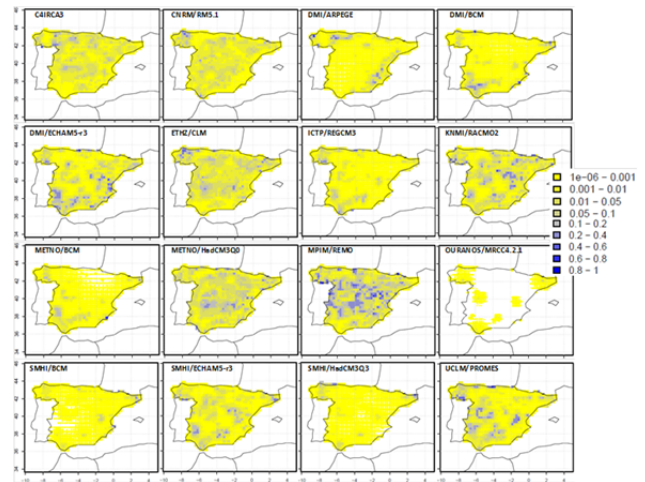 C4IRCA3
CNRM/RM5.1
DMI/ARPEGE
DMI/BCM
DMI/ECHAM5-r3
ETHZ/CLM
ICTP/REGCM3
KNMI/RACMO2
METNO/BCM
METNO/HadCM3Q0
MPIM/REMO
OURANOS/MRCC4.2.1
SMHI/BCM
SMHI/ECHAM5-r3
SMHI/HadCM3Q3
UCLM/PROMES
1e-06 – 0.001
0.001 – 0.01
0.01 – 0.05
0.05 – 0.1
0.1 – 0.2
0.2 – 0.4
0.4 – 0.6
0.6 – 0.8
0.8 – 1